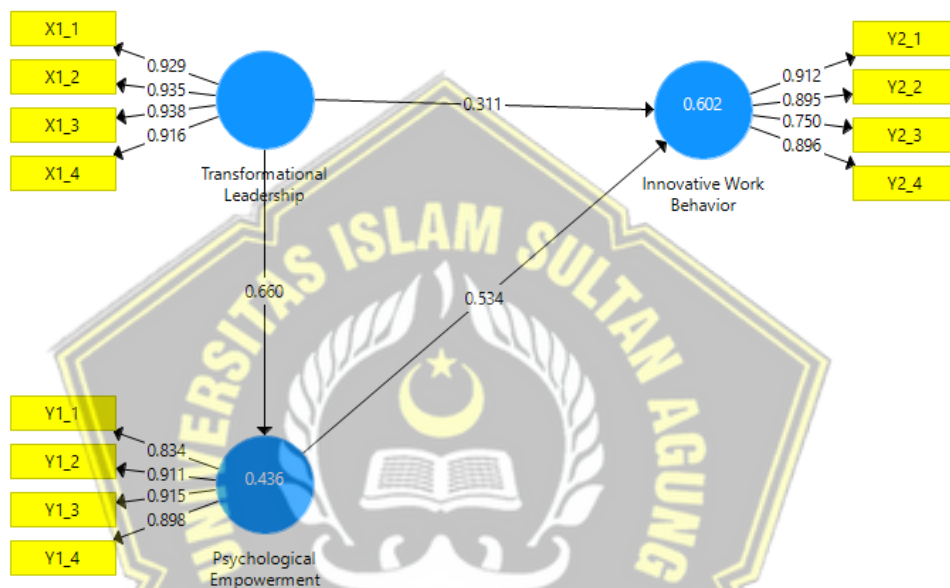 X1_1
X1_2
X1_3
X1_4
0.929
0.935
0.938
0.916
Transformational
Leadership
0.311
0.602
Innovative Work
Behavior
0.912
0.895
0.750
0.896
Y2_1
Y2_2
Y2_3
Y2_4
0.660
0.534
UNIVERSITAS ISLAM SULTAN AGUNG
Y1_1
Y1_2
Y1_3
Y1_4
0.834
0.911
0.915
0.898
0.436
Psychological
Empowerment